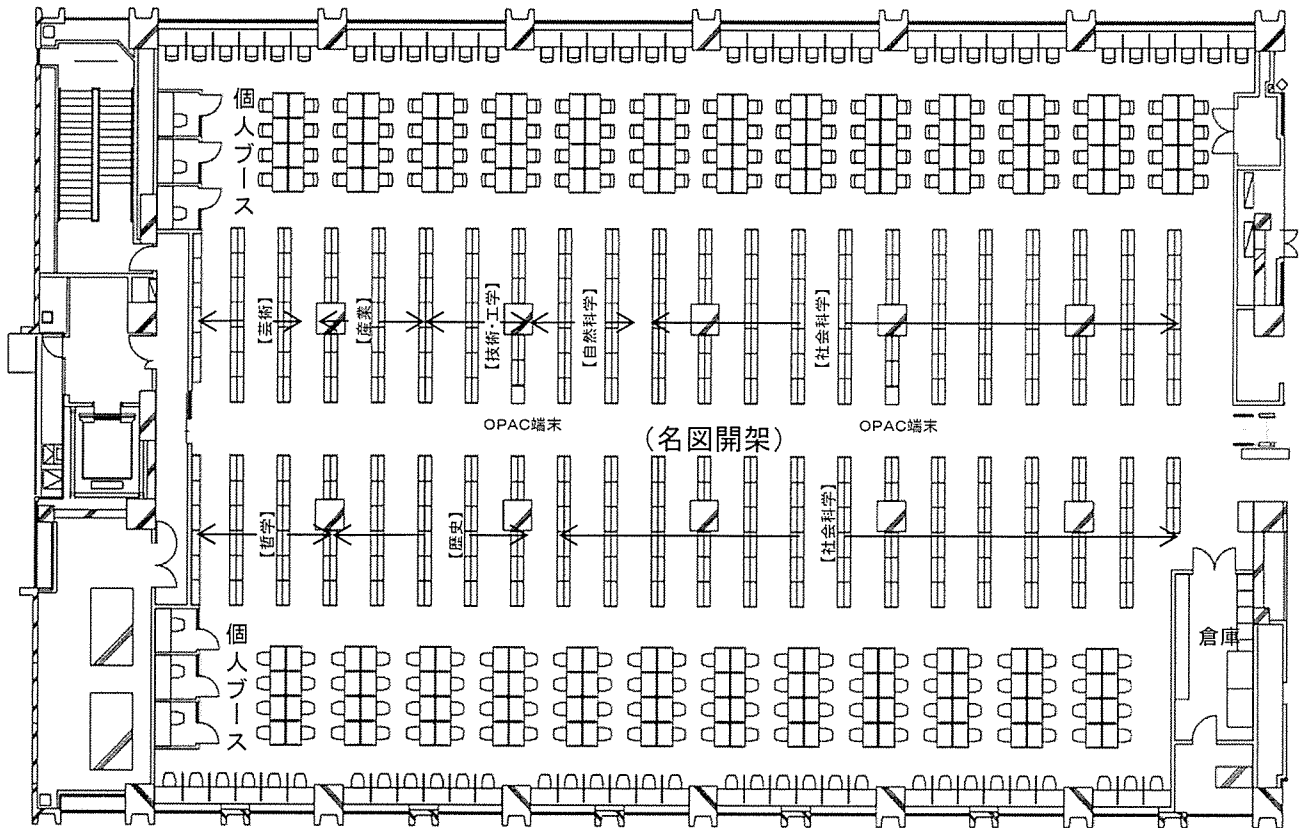 個人ブース
【芸術】
【産業】
【技術・工学】
【自然科学】
【社会科学】
OPAC端末
OPAC端末
（名図開架）
【哲学】
【歴史】
【社会科学】
個人ブース
倉庫